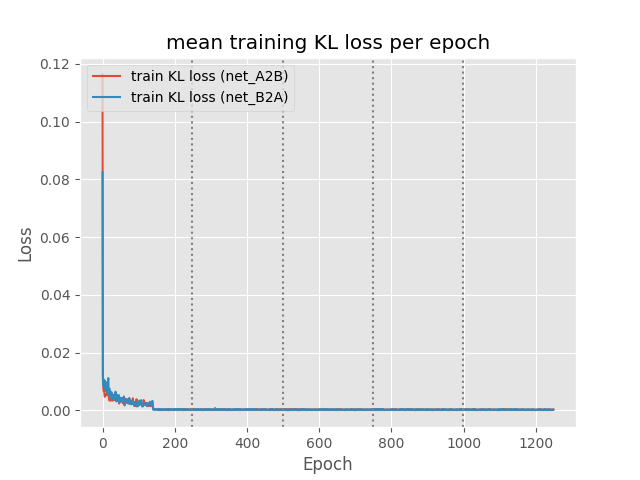 mean training KL loss per epoch
train KL loss (net_A2B)
train KL loss (net_B2A)
0.12
0.10
0.08
0.06
0.04
0.02
0.00
Loss
0 200 400 600 800 1000 1200
Epoch